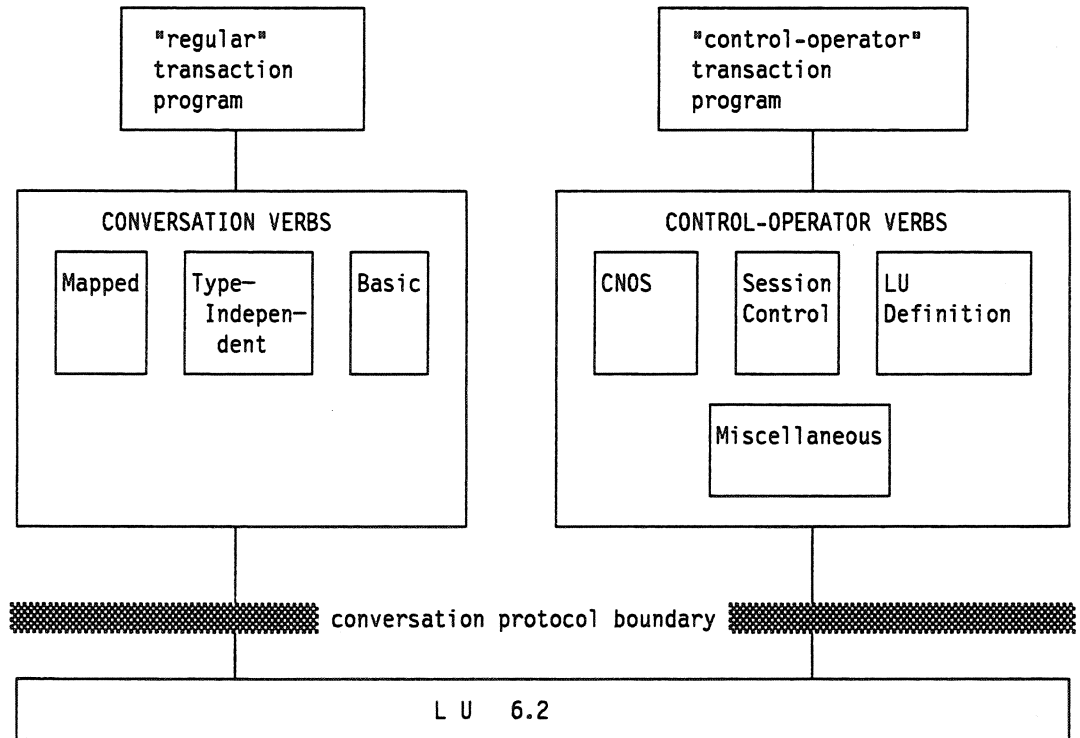 "regular"
transaction
program
"control-operator"
transaction
program
CONVERSATION VERBS
Mapped
Type-
Indepen-
dent
Basic
CONTROL-OPERATOR VERBS
CNOS
Session
Control
LU
Definition
Miscellaneous
conversation protocol boundary
L U 6.2